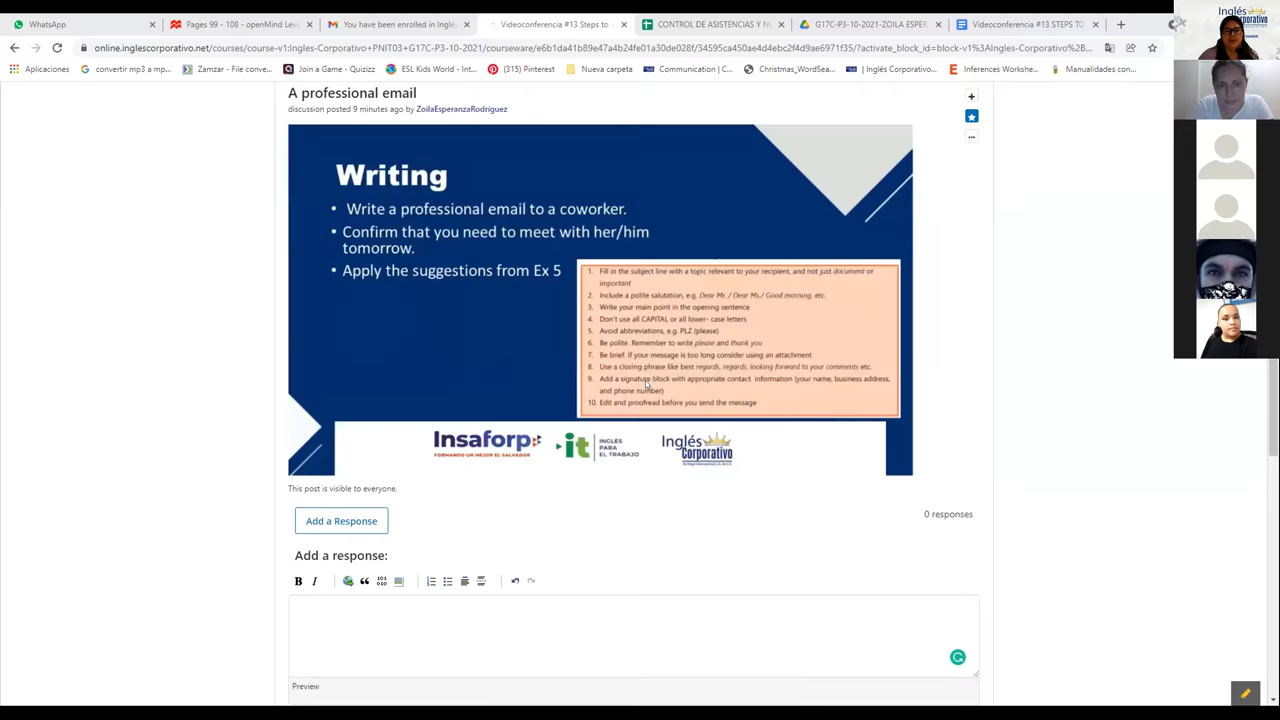 WhatsApp
Pages 99 - 108 - openMind Leve
You have been enrolled in Inglé
Videoconferencia #13 Steps to
CONTROL DE ASISTENCIAS Y N
G17C-P3-10-2021-ZOILA ESPER
Videoconferencia #13 STEPS TO
online.inglescorporativo.net/courses/course-v1:Ingles-Corporativo+PNIT03+G17C-P3-10-2021/courseware/e6b1da41b89e47a4b24fe01a30de028f/34595ca450ae4d4ebc2f4d9ae6971f35/?activate_block_id=block-v1%3AIngles-Corporativo%2B...
Aplicaciones
convertir mp3 a mp...
Zamzar - File conve...
Join a Game - Quizizz
ESL Kids World - Int...
(315) Pinterest
Nueva carpeta
Communication | C...
Christmas_WordSea...
| Inglés Corporativo...
Inferences Workshe...
Manualidades con...
Inglés
Corporativo
A professional email
discussion posted 9 minutes ago by ZoilaEsperanzaRodriguez
Writing
• Write a professional email to a coworker.
• Confirm that you need to meet with her/him
tomorrow.
• Apply the suggestions from Ex 5
1. Fill in the subject line with a topic relevant to your recipient, and not just document or
important
2. Include a polite salutation, e.g. Dear Mr. / Dear Ms./ Good morning, etc.
3. Write your main point in the opening sentence
4. Don't use all CAPITAL or all lower- case letters
5. Avoid abbreviations, e.g. PLZ (please)
6. Be polite. Remember to write please and thank you
7. Be brief. If your message is too long consider using an attachment
8. Use a closing phrase like best regards, regards, looking forward to your comments etc.
9. Add a signature block with appropriate contact information (your name, business address,
and phone number)
10. Edit and proofread before you send the message
Insaforp
FORMANDO UN MEJOR EL SALVADOR
it
INGLÉS
PARA
EL TRABAJO
Inglés
Corporativo
This post is visible to everyone.
Add a Response
0 responses
Add a response:
B I
Preview